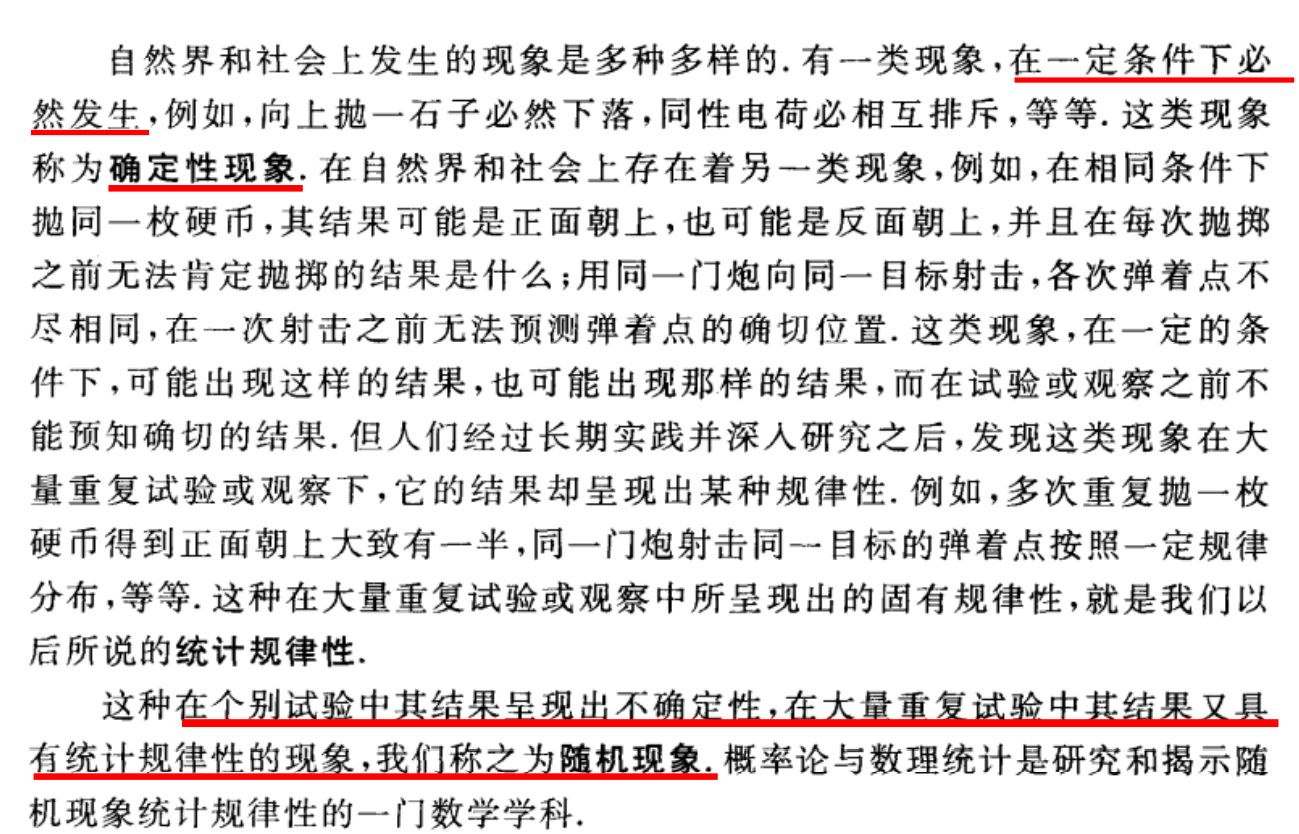 自然界和社会上发生的现象是多种多样的.有一类现象,在一定条件下必
然发生,例如,向上抛一石子必然下落,同性电荷必相互排斥,等等.这类现象
称为确定性现象.在自然界和社会上存在着另一类现象,例如,在相同条件下
抛同一枚硬币,其结果可能是正面朝上,也可能是反面朝上,并且在每次抛掷
之前无法肯定抛掷的结果是什么;用同一门炮向同一目标射击,各次弹着点不
尽相同,在一次射击之前无法预测弹着点的确切位置.这类现象,在一定的条
件下,可能出现这样的结果,也可能出现那样的结果,而在试验或观察之前不
能预知确切的结果.但人们经过长期实践并深入研究之后,发现这类现象在大
量重复试验或观察下,它的结果却呈现出某种规律性.例如,多次重复抛一枚
硬币得到正面朝上大致有一半,同一门炮射击同一目标的弹着点按照一定规律
分布,等等.这种在大量重复试验或观察中所呈现出的固有规律性,就是我们以
后所说的统计规律性.
这种在个别试验中其结果呈现出不确定性,在大量重复试验中其结果又具
有统计规律性的现象,我们称之为随机现象.概率论与数理统计是研究和揭示随
机现象统计规律性的一门数学学科.